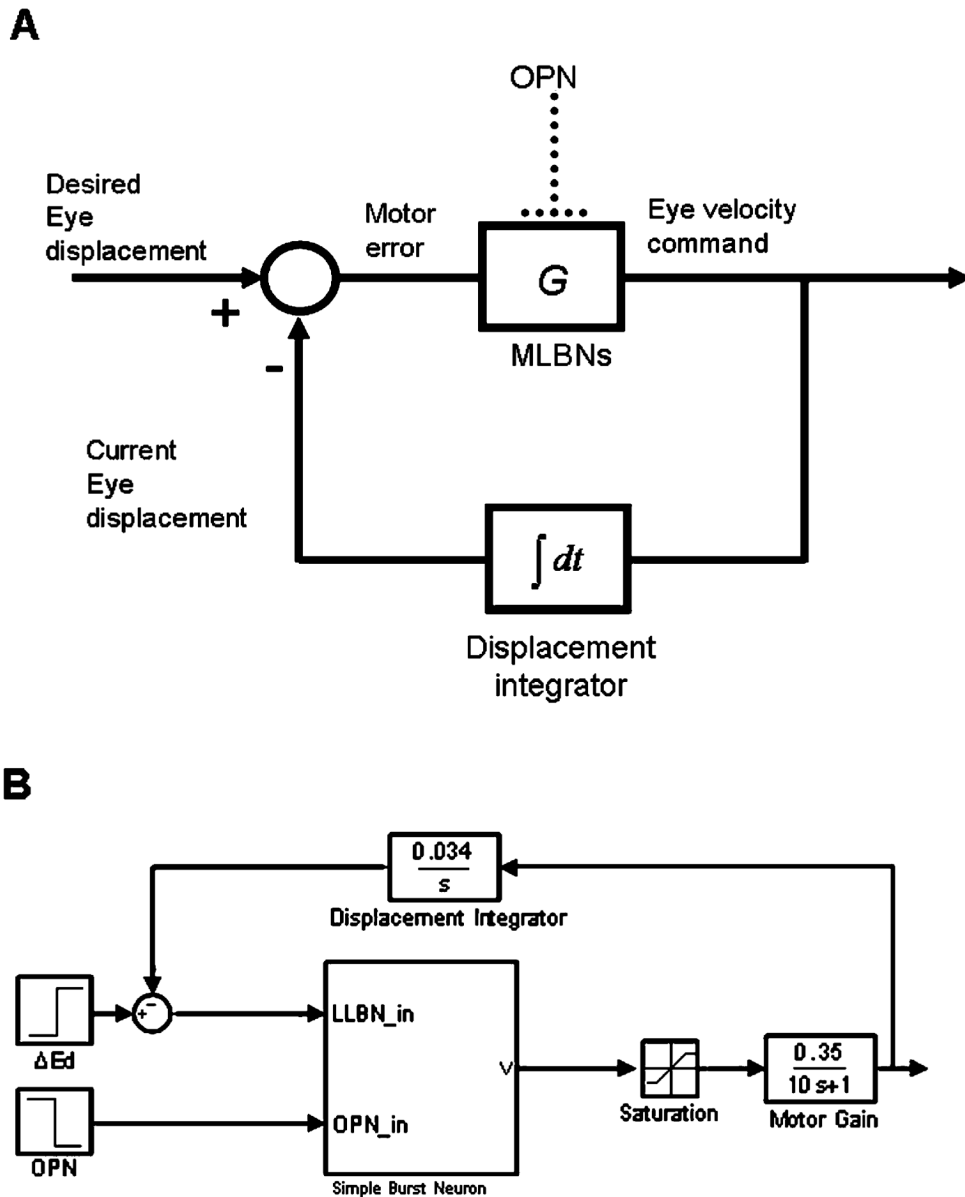 A
OPN
Desired
Eye
displacement
Motor
error
Eye velocity
command
+
G
-
MLBNs
Current
Eye
displacement
∫ dt
Displacement
integrator
B
0.034
s
Displacement Integrator
+
-
LLBN_in
ΔEd
V
0.35
10 s+1
OPN_in
Saturation
Motor Gain
OPN
Simple Burst Neuron